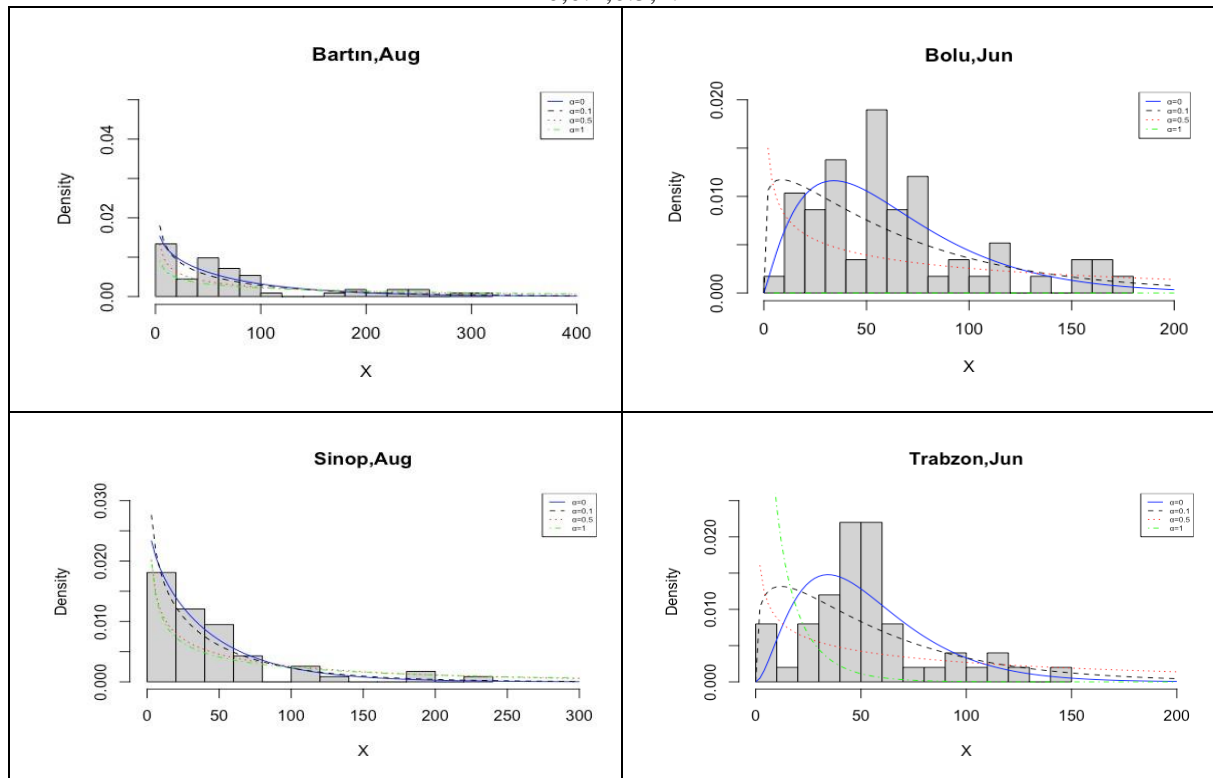 Bartın,Aug
α=0
α=0.1
α=0.5
α=1
Density
0.00
0.02
0.04
0
100
200
300
400
X
Bolu,Jun
α=0
α=0.1
α=0.5
α=1
Density
0.000
0.010
0.020
0
50
100
150
200
X
Sinop,Aug
α=0
α=0.1
α=0.5
α=1
Density
0.000
0.010
0.020
0.030
0
50
100
150
200
250
300
X
Trabzon,Jun
α=0
α=0.1
α=0.5
α=1
Density
0.000
0.010
0.020
0
50
100
150
200
X